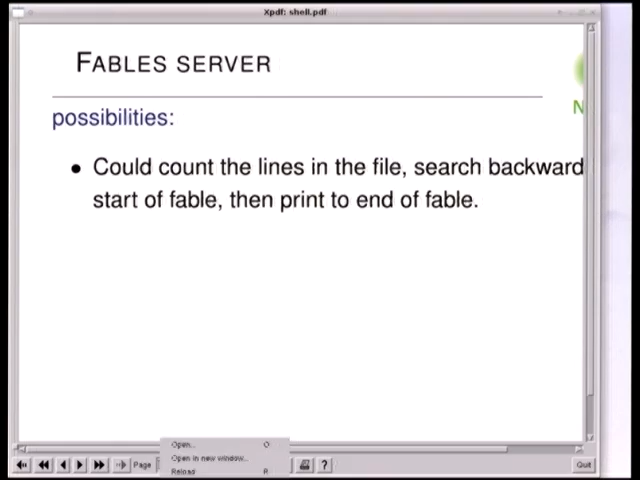 Xpdf: shell.pdf
FABLES SERVER
N
possibilities:
• Could count the lines in the file, search backward
start of fable, then print to end of fable.
Open... O
Open in new window...
Reload R
Page
?
Quit